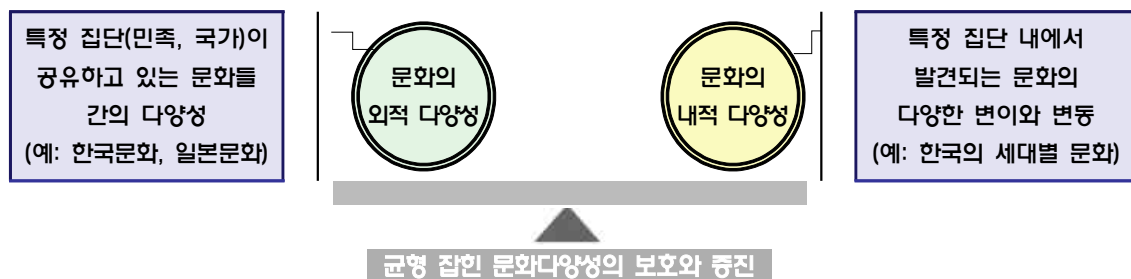 특정 집단(민족, 국가)이
공유하고 있는 문화들
간의 다양성
(예: 한국문화, 일본문화)
문화의
외적 다양성
문화의
내적 다양성
특정 집단 내에서
발견되는 문화의
다양한 변이와 변동
(예: 한국의 세대별 문화)
균형 잡힌 문화다양성의 보호와 증진